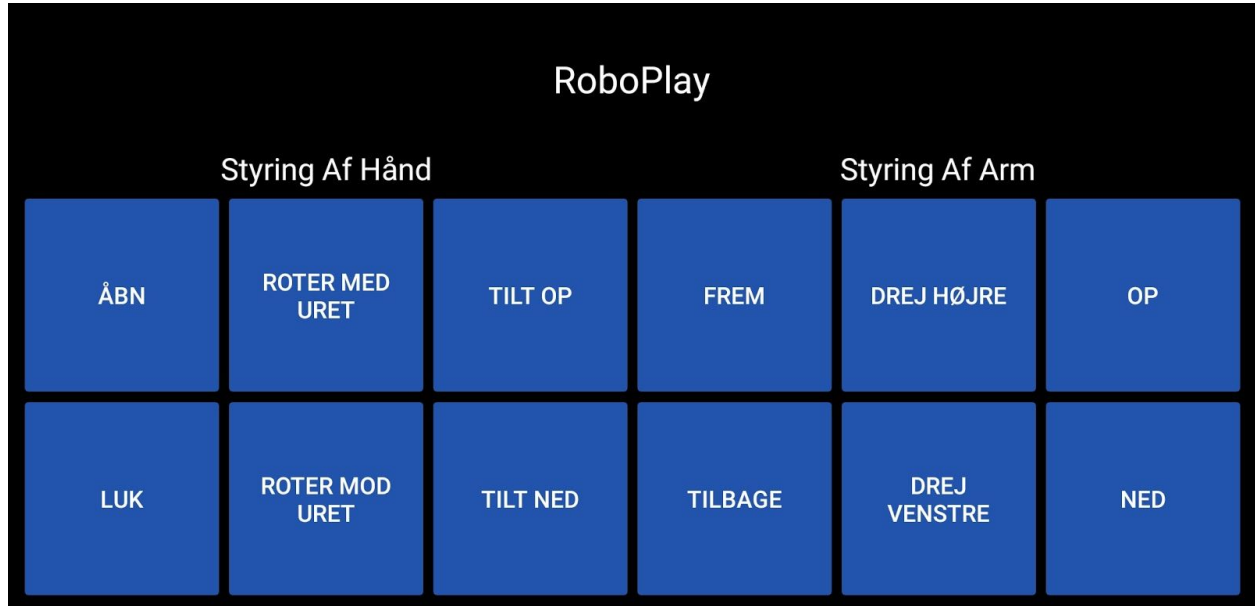 RoboPlay
Styring Af Hånd
Styring Af Arm
ÅBN
ROTER MED
URET
TILT OP
FREM
DREJ HØJRE
OP
LUK
ROTER MOD
URET
TILT NED
TILBAGE
DREJ
VENSTRE
NED